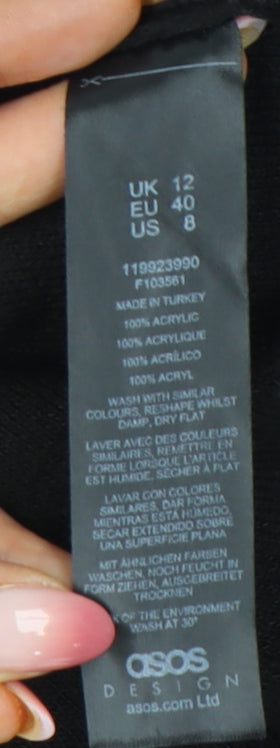 UK 12
EU 40
US 8
119923990
F103561
MADE IN TURKEY
100% ACRYLIC
100% ACRYLIQUE
100% ACRÍLICO
100% ACRYL
WASH WITH SIMILAR
COLOURS, RESHAPE WHILST
DAMP, DRY FLAT
LAVER AVEC DES COULEURS
SIMILAIRES, REMETTRE EN
FORME LORSQUE L'ARTICLE
EST HUMIDE, SÉCHER À PLAT
LAVAR CON COLORES
SIMILARES, DAR FORMA
MIENTRAS ESTÁ HÚMEDO,
SECAR EXTENDIDO SOBRE
UNA SUPERFICIE PLANA
MIT ÄHNLICHEN FARBEN
WASCHEN, NOCH FEUCHT IN
FORM ZIEHEN, AUSGEBREITET
TROCKNEN
OF THE ENVIRONMENT
WASH AT 30°
asos
DESIGN
asos.com Ltd